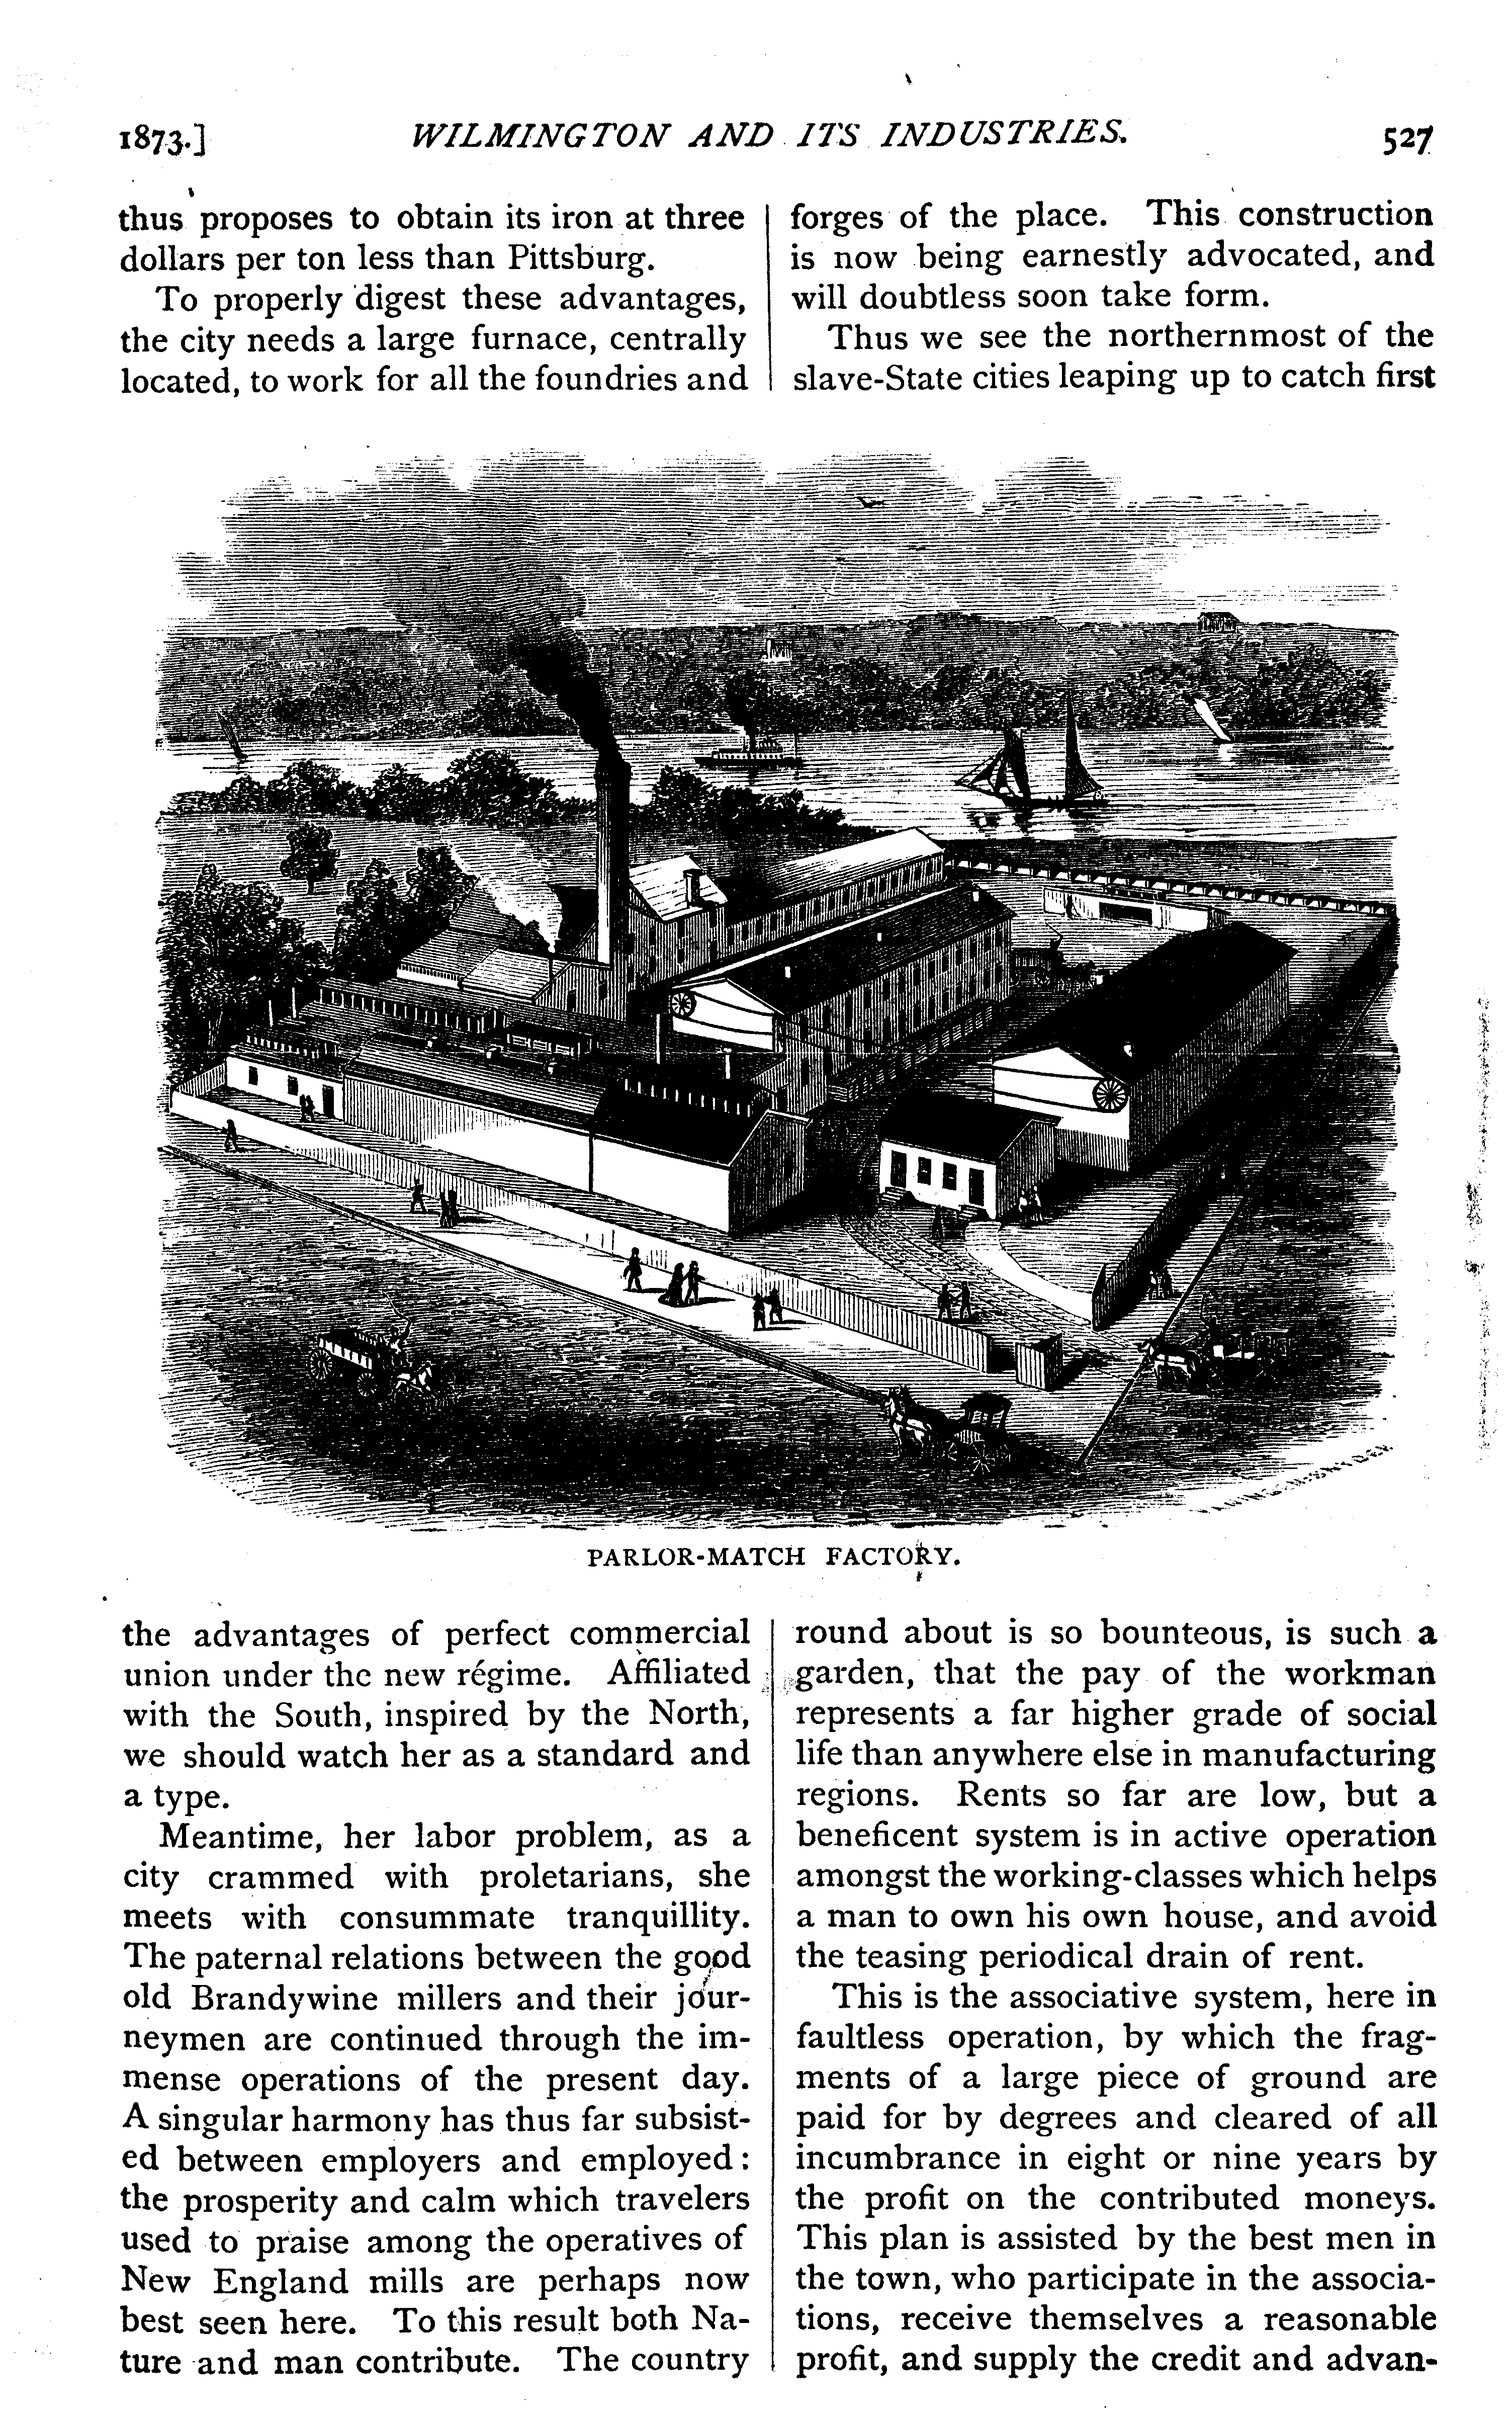 1873.] WILMINGTON AND ITS INDUSTRIES. 527
thus proposes to obtain its iron at three
dollars per ton less than Pittsburg.
To properly digest these advantages,
the city needs a large furnace, centrally
located, to work for all the foundries and
forges of the place. This construction
is now being earnestly advocated, and
will doubtless soon take form.
Thus we see the northernmost of the
slave-State cities leaping up to catch first
PARLOR-MATCH FACTORY.
the advantages of perfect commercial
union under the new régime. Affiliated
with the South, inspired by the North,
we should watch her as a standard and
a type.
Meantime, her labor problem, as a
city crammed with proletarians, she
meets with consummate tranquillity.
The paternal relations between the good
old Brandywine millers and their jour-
neymen are continued through the im-
mense operations of the present day.
A singular harmony has thus far subsist-
ed between employers and employed:
the prosperity and calm which travelers
used to praise among the operatives of
New England mills are perhaps now
best seen here. To this result both Na-
ture and man contribute. The country
round about is so bounteous, is such a
garden, that the pay of the workman
represents a far higher grade of social
life than anywhere else in manufacturing
regions. Rents so far are low, but a
beneficent system is in active operation
amongst the working-classes which helps
a man to own his own house, and avoid
the teasing periodical drain of rent.
This is the associative system, here in
faultless operation, by which the frag-
ments of a large piece of ground are
paid for by degrees and cleared of all
incumbrance in eight or nine years by
the profit on the contributed moneys.
This plan is assisted by the best men in
the town, who participate in the associa-
tions, receive themselves a reasonable
profit, and supply the credit and advan-